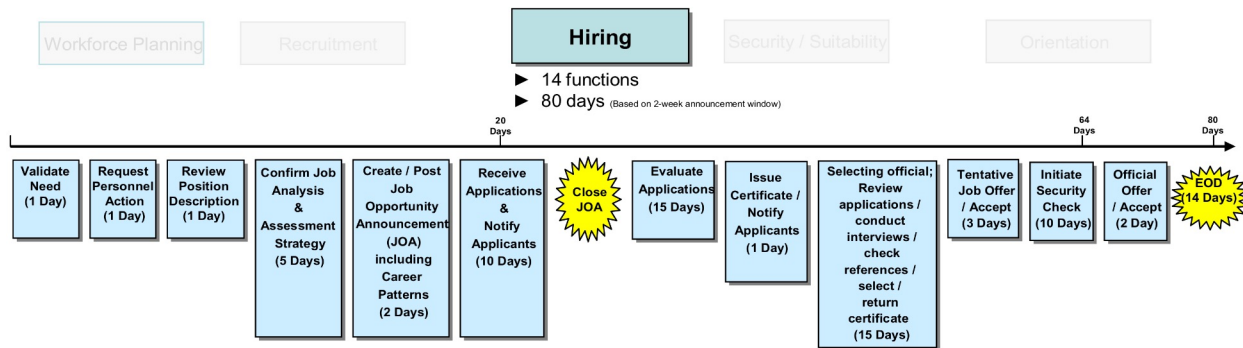 Workforce Planning
Recruitment
Hiring
Security / Suitability
Orientation
► 14 functions
► 80 days (Based on 2-week announcement window)
20
Days
64
Days
80
Days
Validate
Need
(1 Day)
Request
Personnel
Action
(1 Day)
Review
Position
Description
(1 Day)
Confirm Job
Analysis
&
Assessment
Strategy
(5 Days)
Create / Post
Job
Opportunity
Announcement
(JOA)
including
Career
Patterns
(2 Days)
Receive
Applications
&
Notify
Applicants
(10 Days)
Close
JOA
Evaluate
Applications
(15 Days)
Issue
Certificate /
Notify
Applicants
(1 Day)
Selecting official;
Review
applications /
conduct
interviews /
check
references /
select /
return
certificate
(15 Days)
Tentative
Job Offer
/ Accept
(3 Days)
Initiate
Security
Check
(10 Days)
Official
Offer
/ Accept
(2 Day)
EOD
(14 Days)